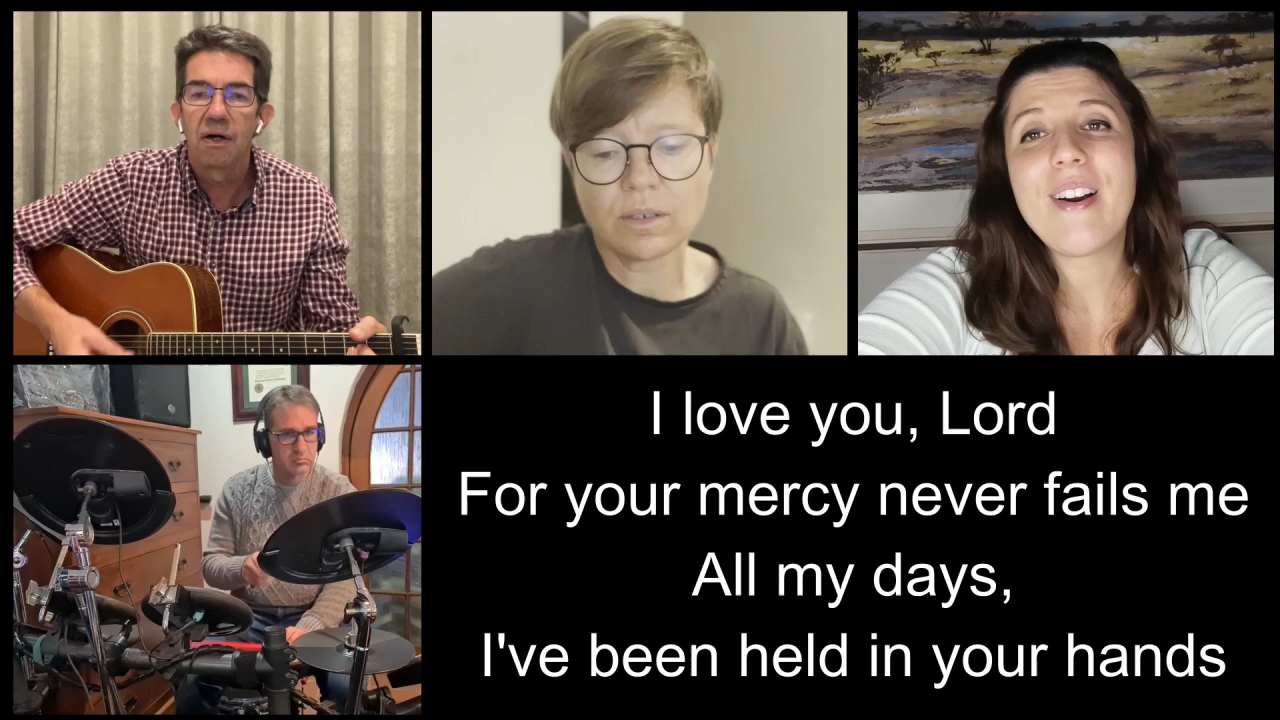 I love you, Lord
For your mercy never fails me
All my days,
I've been held in your hands